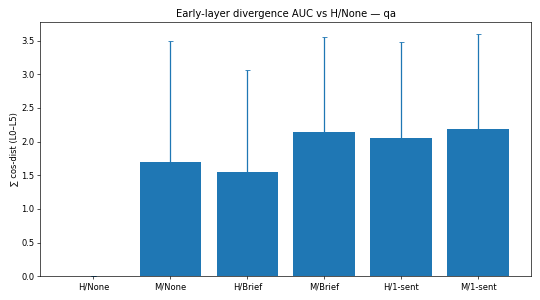 Early-layer divergence AUC vs H/None — qa
∑ cos-dist (L0–L5)
3.5
3.0
2.5
2.0
1.5
1.0
0.5
0.0
H/None M/None H/Brief M/Brief H/1-sent M/1-sent